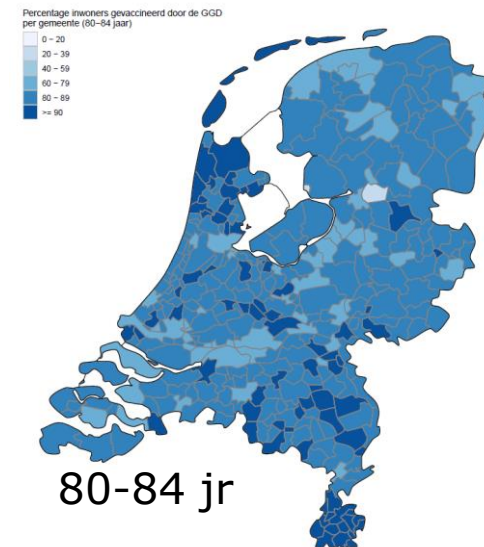 Percentage inwoners gevaccineerd door de GGD
per gemeente (80–84 jaar)
0 – 20
20 – 39
40 – 59
60 – 79
80 – 89
>= 90
80-84 jr